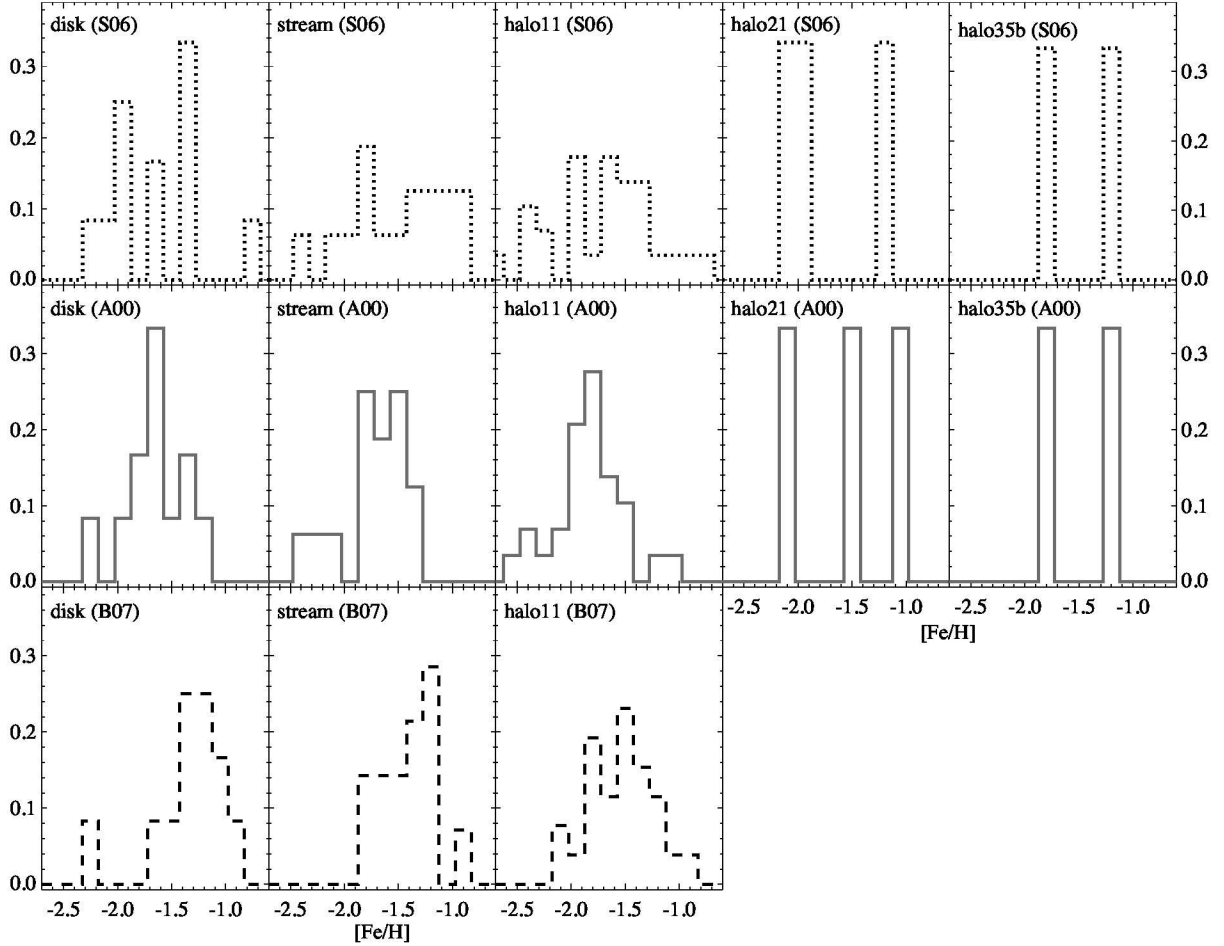 disk (S06) stream (S06) halo11 (S06) halo21 (S06) halo35b (S06)
0.3 0.3
0.2 0.2
0.1 0.1
0.0 0.0
disk (A00) stream (A00) halo11 (A00) halo21 (A00) halo35b (A00)
0.3 0.3
0.2 0.2
0.1 0.1
0.0 0.0
disk (B07) stream (B07) halo11 (B07)
-2.5 -2.0 -1.5 -1.0 -2.5 -2.0 -1.5 -1.0
[Fe/H]
0.3
0.2
0.1
0.0
-2.5 -2.0 -1.5 -1.0 -2.5 -2.0 -1.5 -1.0 -2.5 -2.0 -1.5 -1.0
[Fe/H]